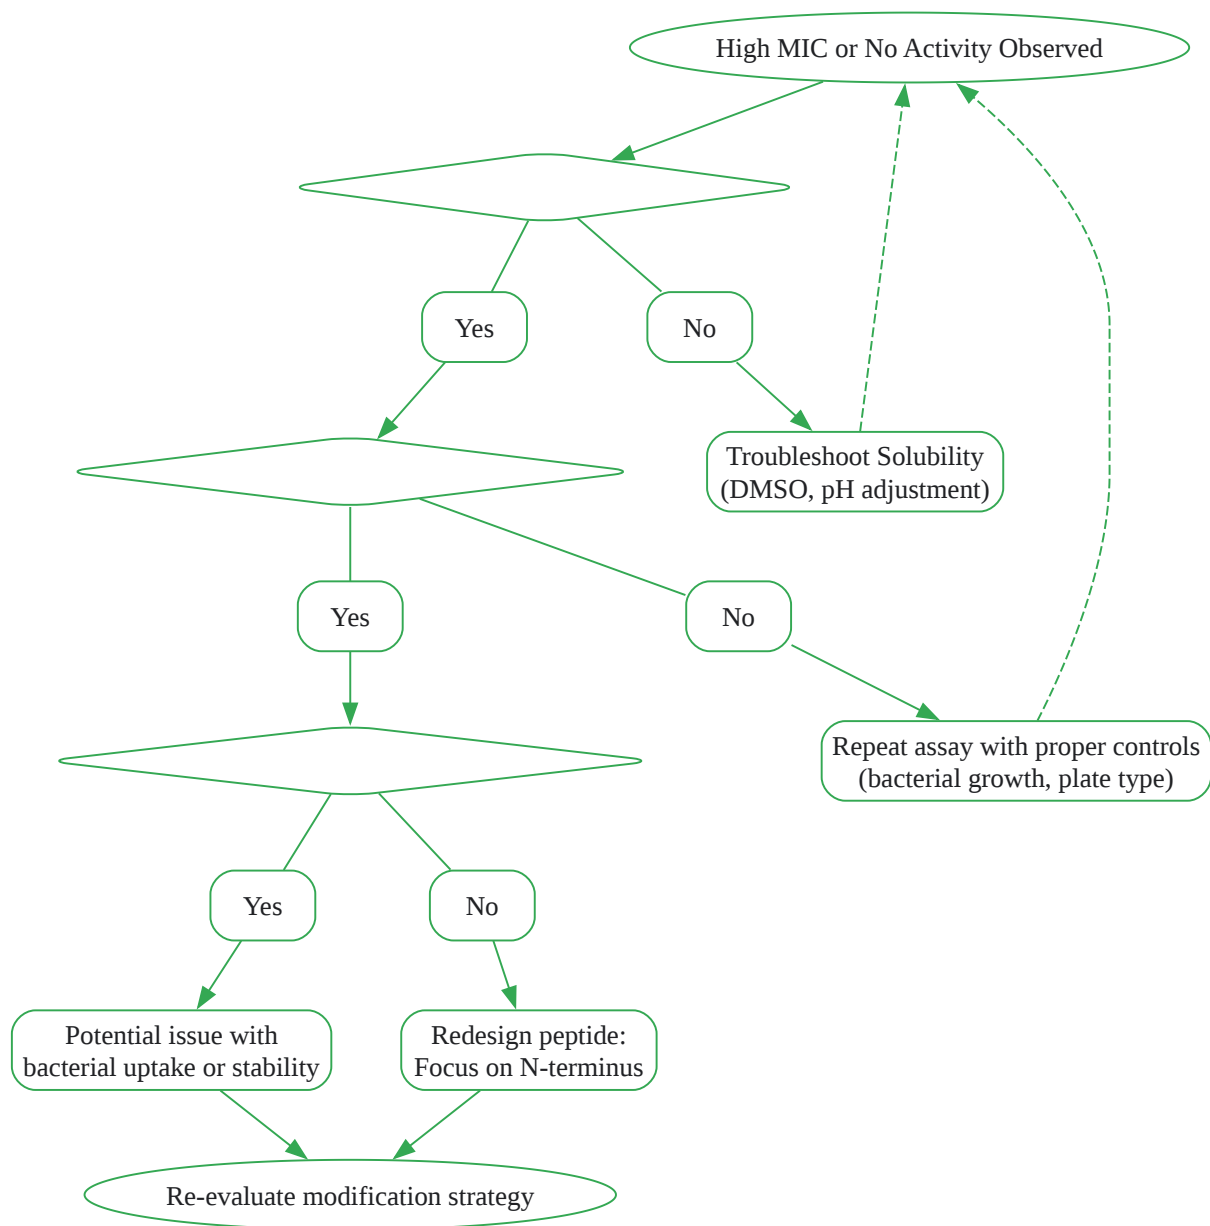 High MIC or No Activity Observed
Yes
No
Troubleshoot Solubility
(DMSO, pH adjustment)
Yes
No
Repeat assay with proper controls
(bacterial growth, plate type)
Yes
No
Potential issue with
bacterial uptake or stability
Redesign peptide:
Focus on N-terminus
Re-evaluate modification strategy